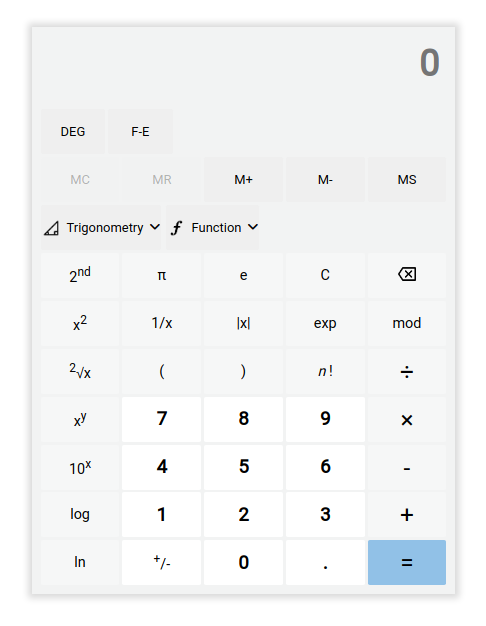 0
DEG F-E
MC MR M+ M- MS
Trigonometry Function
2ⁿᵈ π e C
x² 1/x |x| exp mod
²√x ( ) n! ÷
xʸ 7 8 9 ×
10ˣ 4 5 6 -
log 1 2 3 +
ln +/- 0 . =